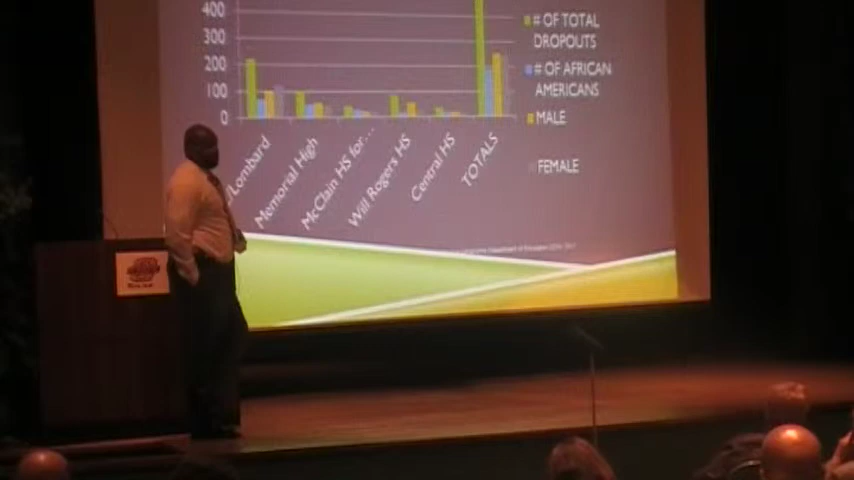 400
300
200
100
0
# OF TOTAL
DROPOUTS
# OF AFRICAN
AMERICANS
MALE
FEMALE
/Lombard
Memorial High
McClain HS for...
Will Rogers HS
Central HS
TOTALS